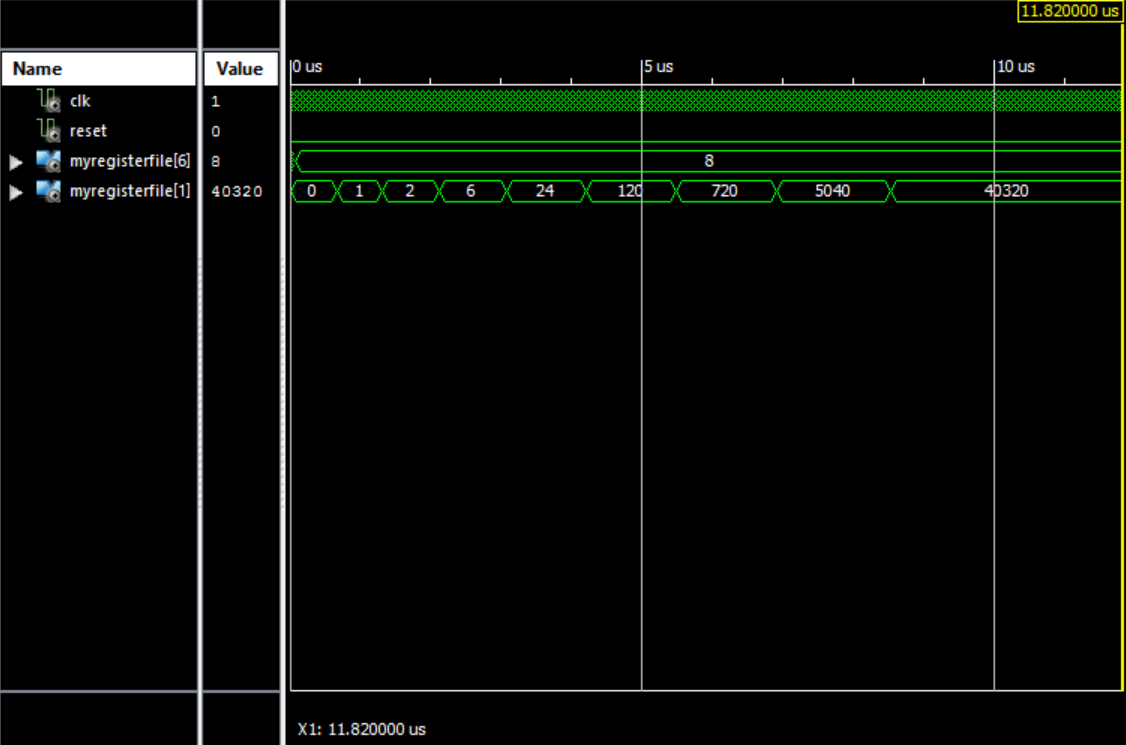 11.820000 us
Name Value 0 us 5 us 10 us
clk 1
reset 0
myregisterfile[6] 8 8
myregisterfile[1] 40320 0 1 2 6 24 120 720 5040 40320
X1: 11.820000 us